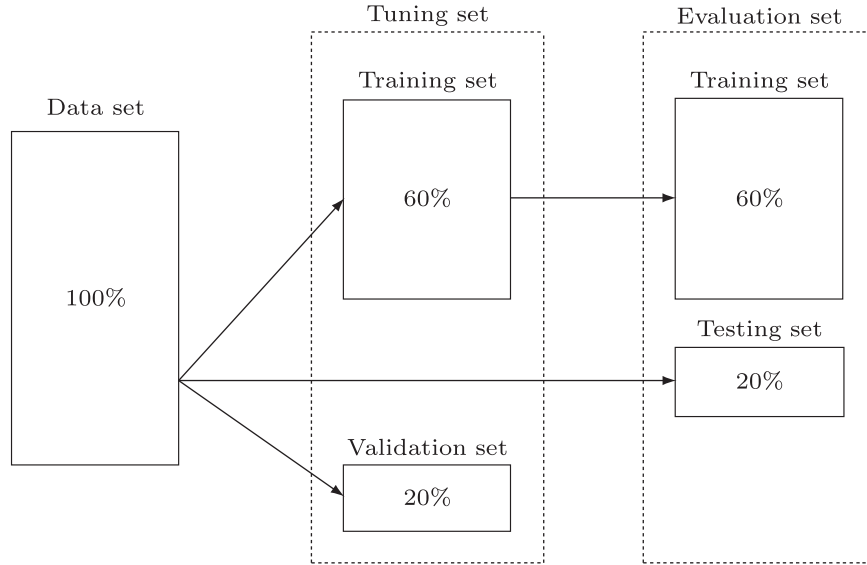 Tuning set
Evaluation set
Training set
Training set
Data set
60%
60%
100%
Testing set
20%
Validation set
20%